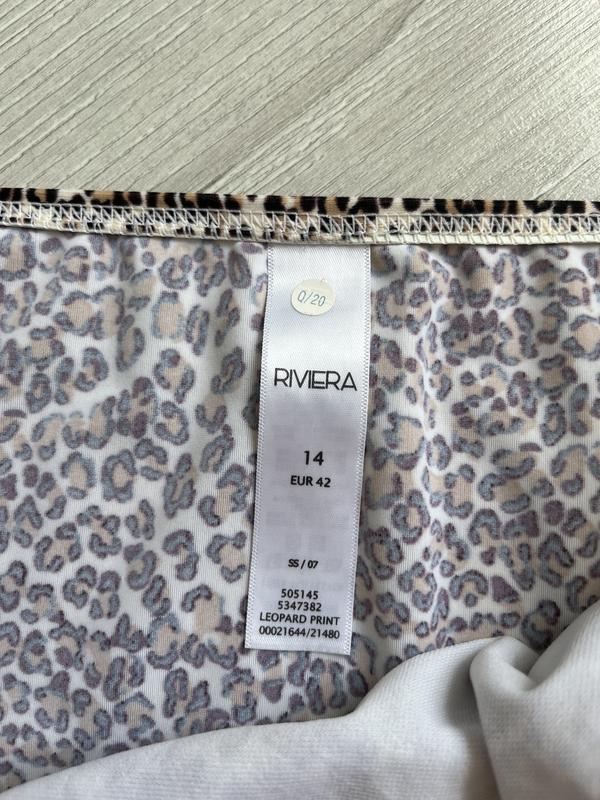 0/20
RIVIERA
14
EUR 42
SS / 07
505145
5347382
LEOPARD PRINT
00021644/21480